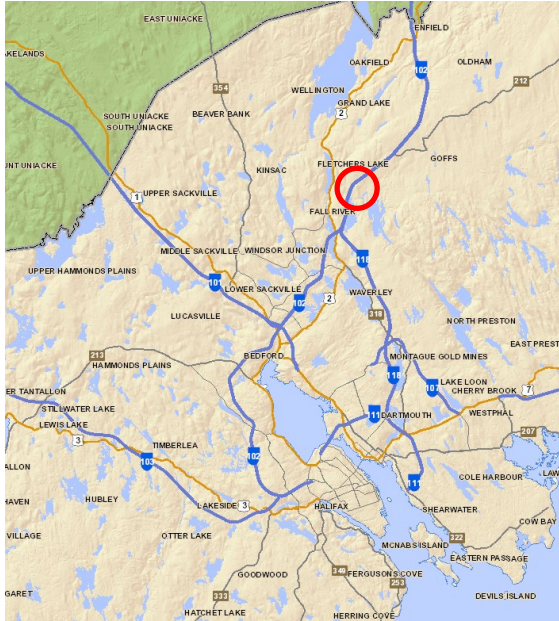 EAST UNIACKE
ENFIELD
LAKELANDS
OAKFIELD
OLDHAM
102
354
WELLINGTON
212
GRAND LAKE
SOUTH UNIACKE
SOUTH UNIACKE
BEAVER BANK
2
GOFFS
FLETCHERS LAKE
UNT UNIACKE
KINSAC
1
UPPER SACKVILLE
FALL RIVER
MIDDLE SACKVILLE
WINDSOR JUNCTION
118
UPPER HAMMONDS PLAINS
101
LOWER SACKVILLE
WAVERLEY
102
2
LUCASVILLE
318
NORTH PRESTON
EAST PREST
213
BEDFORD
MONTAGUE GOLD MINES
HAMMONDS PLAINS
118
LAKE LOON
107
ER TANTALLON
CHERRY BROOK
7
STILLWATER LAKE
111
DARTMOUTH
WESTPHAL
LEWIS LAKE
3
207
TIMBERLEA
102
103
ALLON
COLE HARBOUR
LAW
111
HAVEN
HUBLEY
LAKESIDE
3
HALIFAX
SHEARWATER
COW BAY
VILLAGE
OTTER LAKE
322
MCNABS ISLAND
EASTERN PASSAGE
GOODWOOD
349
FERGUSONS COVE
253
GARET
333
DEVILS ISLAND
HATCHET LAKE
HERRING COVE